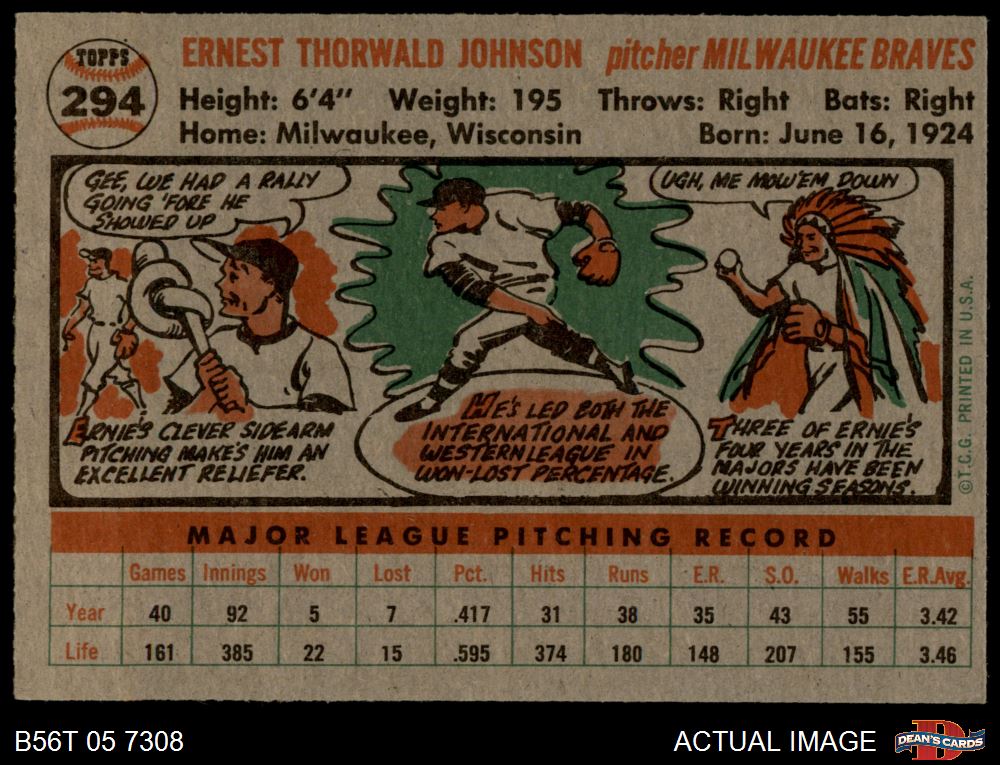 TOPPS
294
ERNEST THORWALD JOHNSON pitcher MILWAUKEE BRAVES
Height: 6'4" Weight: 195 Throws: Right Bats: Right
Home: Milwaukee, Wisconsin Born: June 16, 1924
GEE, WE HAD A RALLY
GOING 'FORE HE
SHOWED UP
UGH, ME MOW'EM DOWN
ERNIE'S CLEVER SIDEARM
PITCHING MAKE'S HIM AN
EXCELLENT RELIEFER.
HE'S LED BOTH THE
INTERNATIONAL AND
WESTERN LEAGUE IN
WON-LOST PERCENTAGE.
THREE OF ERNIE'S
FOUR YEARS IN THE
MAJORS HAVE BEEN
WINNING SEASONS.
© T.C.G. PRINTED IN U.S.A.
MAJOR LEAGUE PITCHING RECORD
Games Innings Won Lost Pct. Hits Runs E.R. S.O. Walks E.R.Avg.
Year 40 92 5 7 .417 31 38 35 43 55 3.42
Life 161 385 22 15 .595 374 180 148 207 155 3.46
B56T 05 7308
ACTUAL IMAGE
DEAN'S CARDS